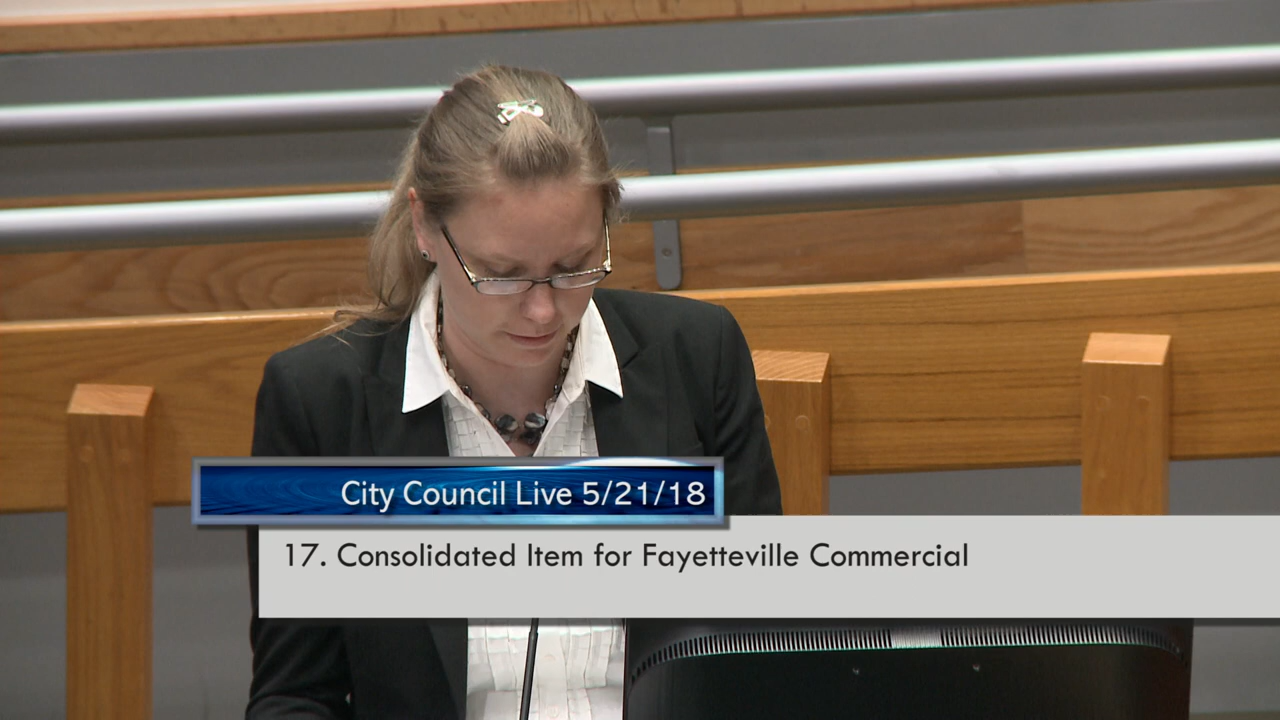 City Council Live 5/21/18
17. Consolidated Item for Fayetteville Commercial